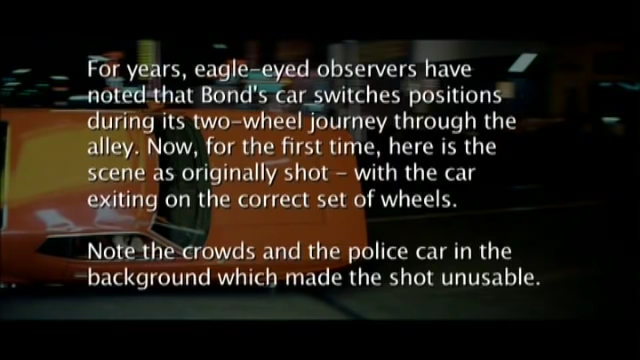 For years, eagle-eyed observers have
noted that Bond's car switches positions
during its two-wheel journey through the
alley. Now, for the first time, here is the
scene as originally shot – with the car
exiting on the correct set of wheels.
Note the crowds and the police car in the
background which made the shot unusable.